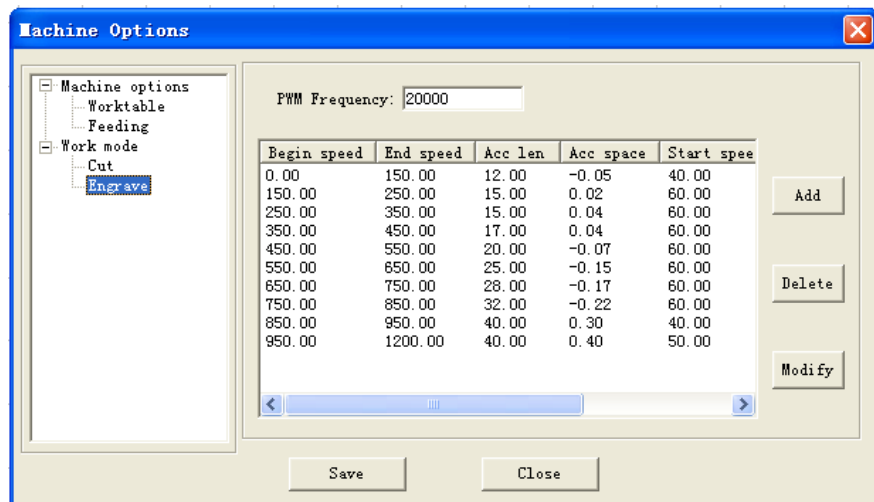 Machine Options
Machine options
Worktable
Feeding
Work mode
Cut
Engrave
PWM Frequency: 20000
Begin speed End speed Acc len Acc space Start spee
0.00 150.00 12.00 -0.05 40.00
150.00 250.00 15.00 0.02 60.00
250.00 350.00 15.00 0.04 60.00
350.00 450.00 17.00 0.04 60.00
450.00 550.00 20.00 -0.07 60.00
550.00 650.00 25.00 -0.15 60.00
650.00 750.00 28.00 -0.17 60.00
750.00 850.00 32.00 -0.22 60.00
850.00 950.00 40.00 0.30 40.00
950.00 1200.00 40.00 0.40 50.00
Add
Delete
Modify
Save Close